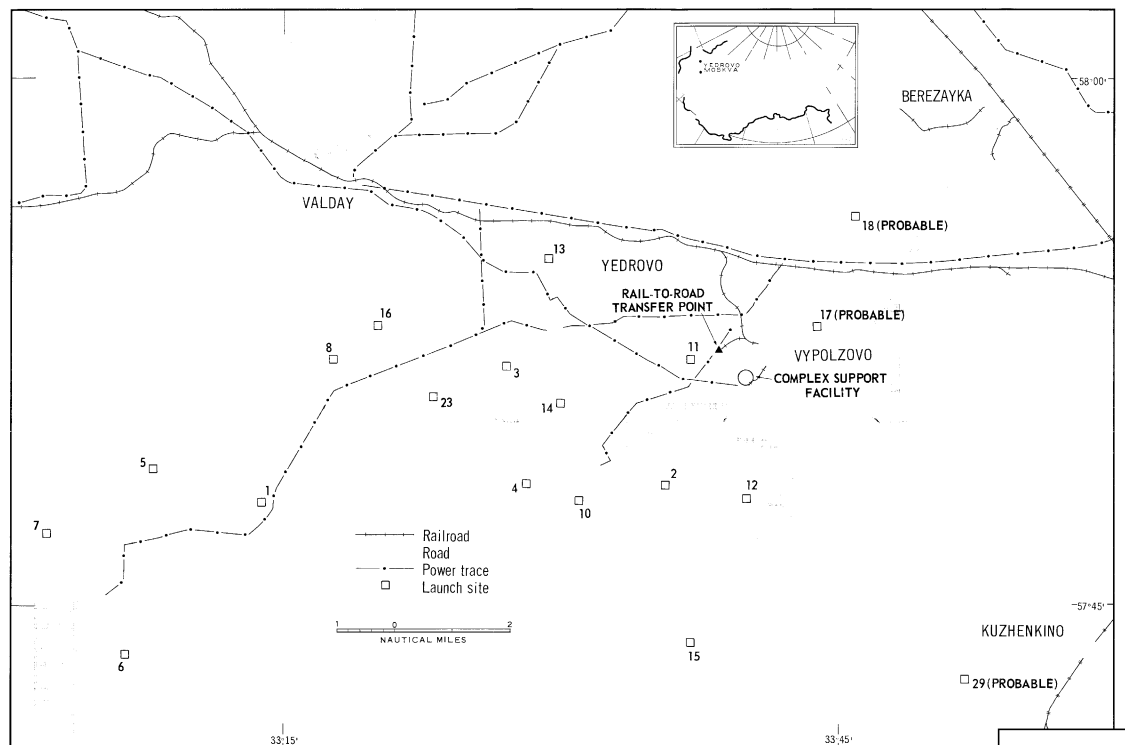 YEDROVO
MOSKVA
58°00'
BEREZAYKA
VALDAY
18 (PROBABLE)
13
YEDROVO
RAIL-TO-ROAD
TRANSFER POINT
17 (PROBABLE)
16
8
11
VYPOLZOVO
3
COMPLEX SUPPORT
FACILITY
23
14
5
4
2
12
1
10
7
Railroad
Road
Power trace
Launch site
57°45'
1 0 2
NAUTICAL MILES
KUZHENKINO
6
15
29 (PROBABLE)
33°15'
33°45'